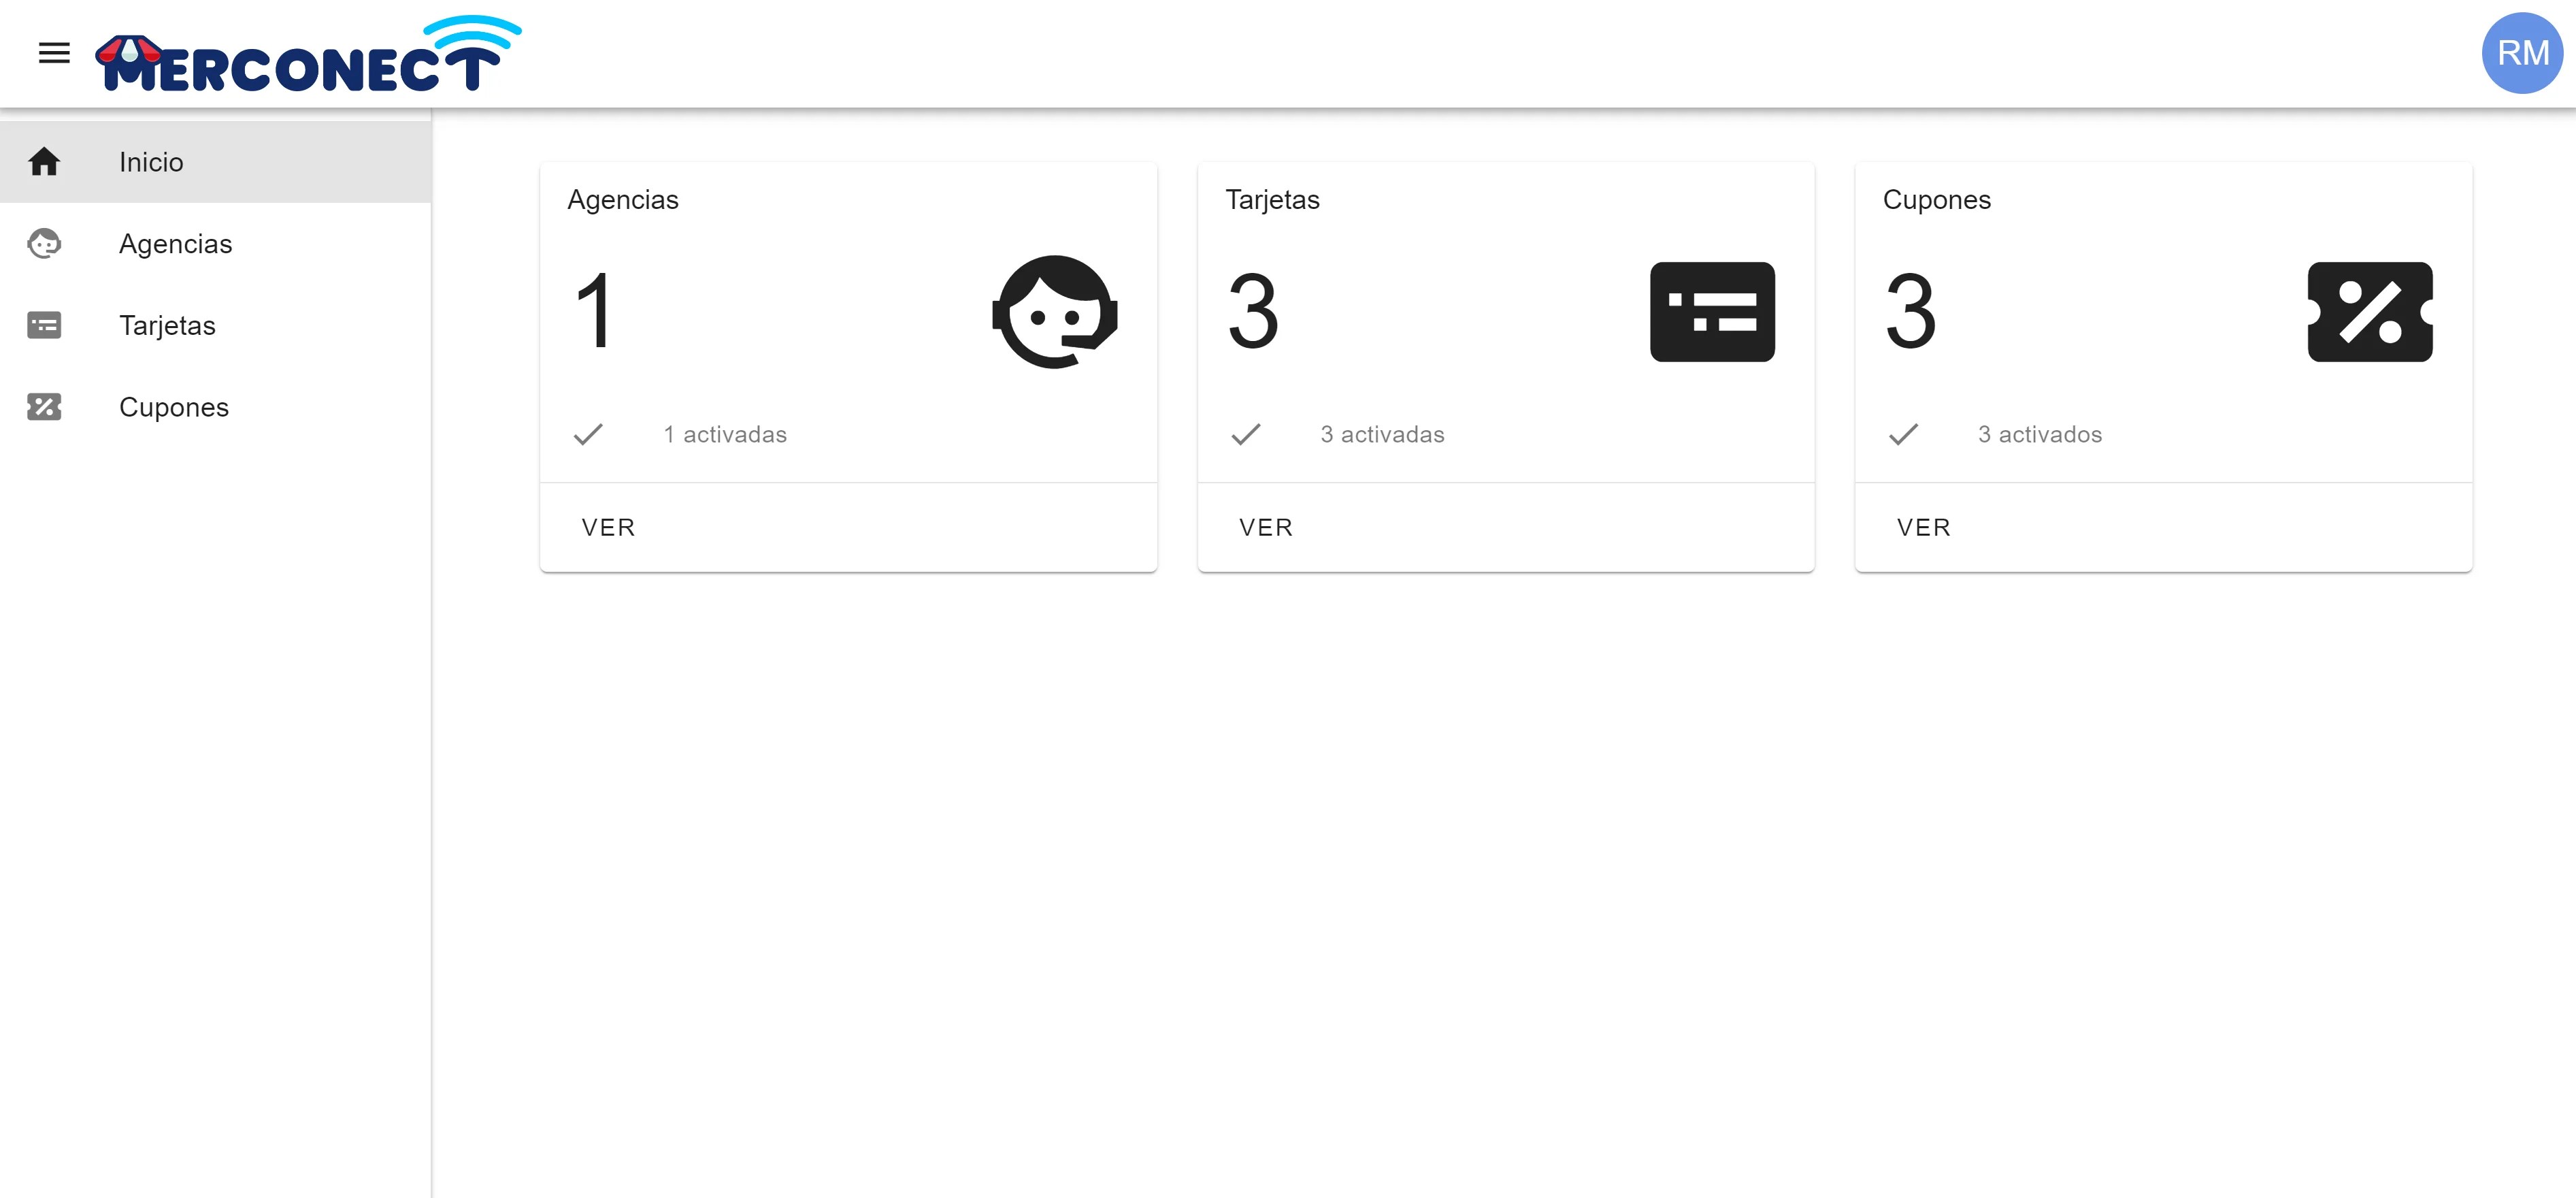 MERCONECT
RM
Inicio
Agencias
Tarjetas
Cupones
Agencias
1
1 activadas
VER
Tarjetas
3
3 activadas
VER
Cupones
3
3 activados
VER